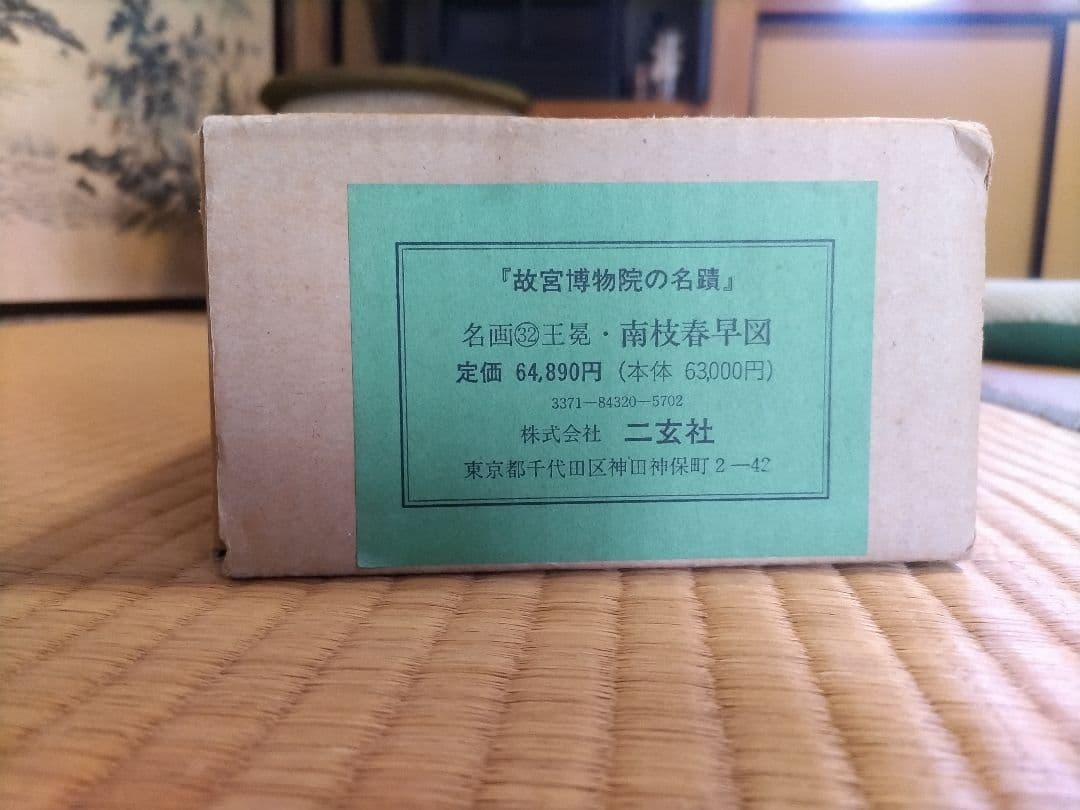 『故宮博物院の名蹟』
名画㉜王冕・南枝春早図
定価 64,890円(本体 63,000円)
3371―84320―5702
株式会社 二玄社
東京都千代田区神田神保町2―42